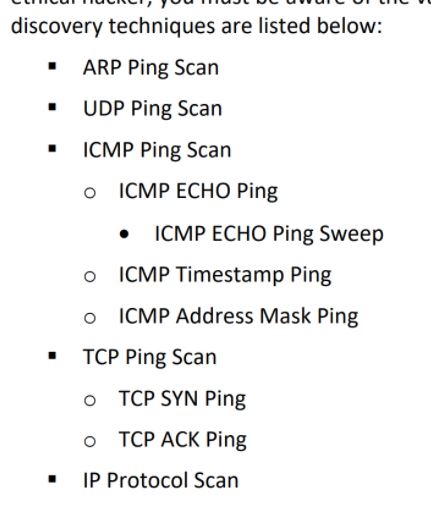 ethical hacker, you must be aware of the
discovery techniques are listed below:
▪ ARP Ping Scan
▪ UDP Ping Scan
▪ ICMP Ping Scan
o ICMP ECHO Ping
• ICMP ECHO Ping Sweep
o ICMP Timestamp Ping
o ICMP Address Mask Ping
▪ TCP Ping Scan
o TCP SYN Ping
o TCP ACK Ping
▪ IP Protocol Scan